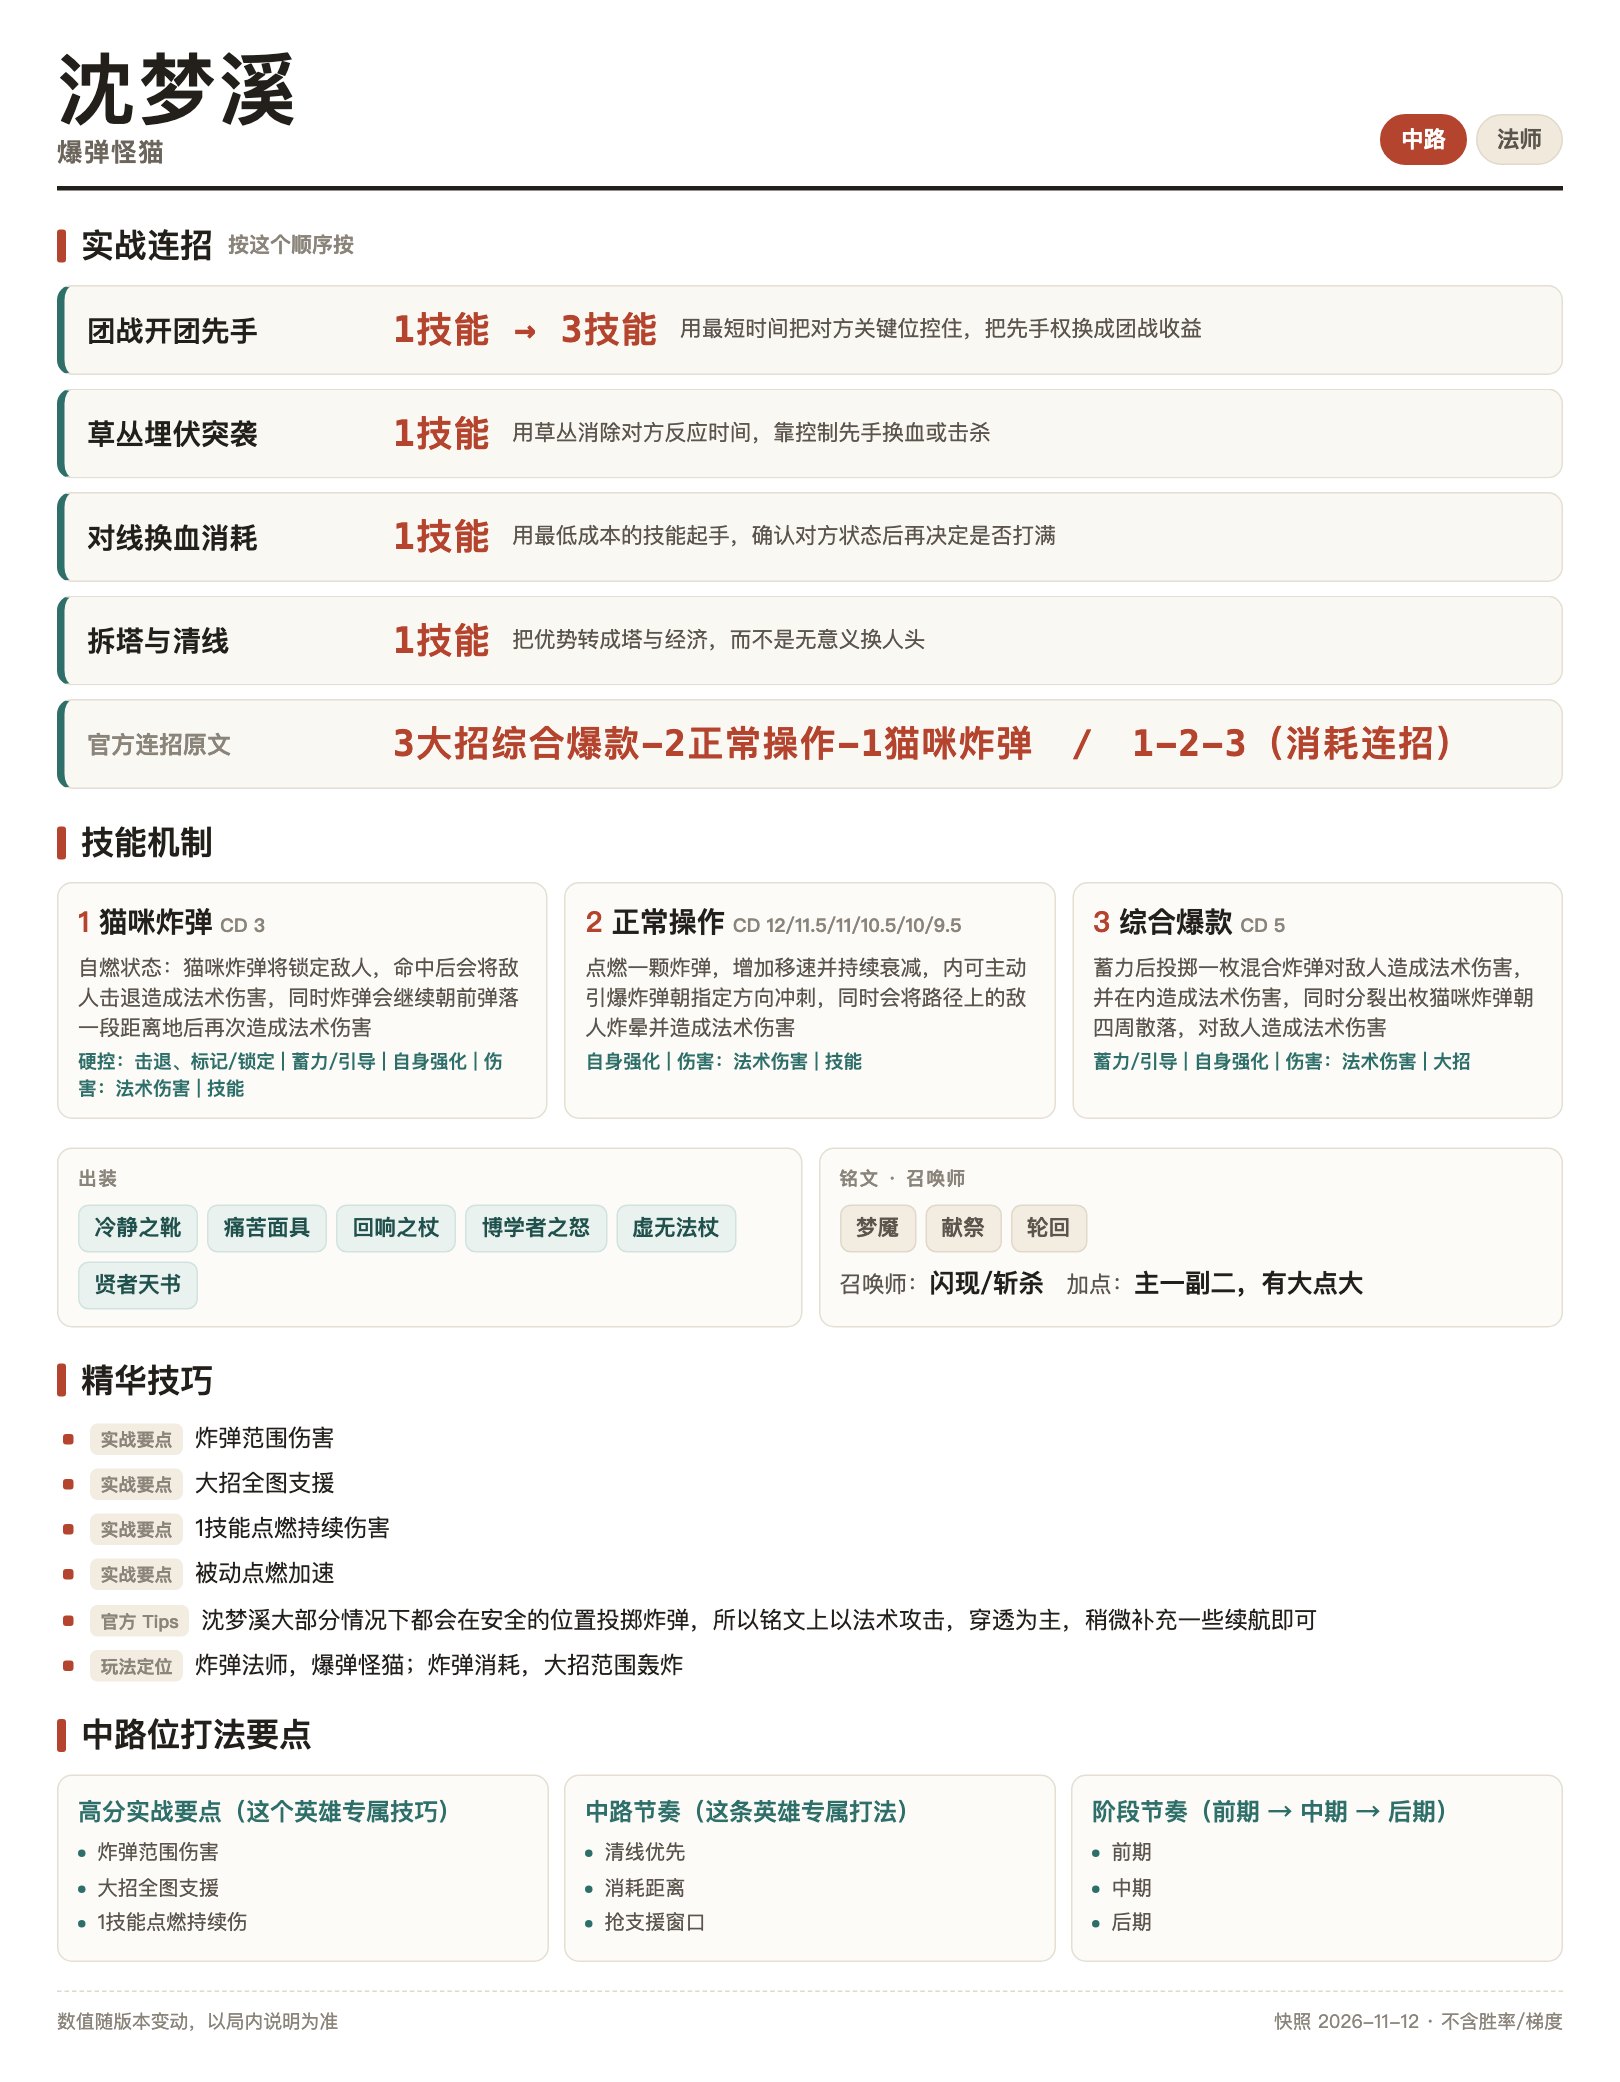 沈梦溪
爆弹怪猫
中路 法师
实战连招 按这个顺序按
团战开团先手 1技能 → 3技能 用最短时间把对方关键位控住，把先手权换成团战收益
草丛埋伏突袭 1技能 用草丛消除对方反应时间，靠控制先手换血或击杀
对线换血消耗 1技能 用最低成本的技能起手，确认对方状态后再决定是否打满
拆塔与清线 1技能 把优势转成塔与经济，而不是无意义换人头
官方连招原文 3大招综合爆款-2正常操作-1猫咪炸弹 / 1-2-3（消耗连招）
技能机制
1 猫咪炸弹 CD 3
自燃状态：猫咪炸弹将锁定敌人，命中后会将敌
人击退造成法术伤害，同时炸弹会继续朝前弹落
一段距离地后再次造成法术伤害
硬控：击退、标记/锁定 | 蓄力/引导 | 自身强化 | 伤
害：法术伤害 | 技能
2 正常操作 CD 12/11.5/11/10.5/10/9.5
点燃一颗炸弹，增加移速并持续衰减，内可主动
引爆炸弹朝指定方向冲刺，同时会将路径上的敌
人炸晕并造成法术伤害
自身强化 | 伤害：法术伤害 | 技能
3 综合爆款 CD 5
蓄力后投掷一枚混合炸弹对敌人造成法术伤害，
并在内造成法术伤害，同时分裂出枚猫咪炸弹朝
四周散落，对敌人造成法术伤害
蓄力/引导 | 自身强化 | 伤害：法术伤害 | 大招
出装
冷静之靴 痛苦面具 回响之杖 博学者之怒 虚无法杖
贤者天书
铭文 · 召唤师
梦魇 献祭 轮回
召唤师：闪现/斩杀 加点：主一副二，有大点大
精华技巧
实战要点 炸弹范围伤害
实战要点 大招全图支援
实战要点 1技能点燃持续伤害
实战要点 被动点燃加速
官方 Tips 沈梦溪大部分情况下都会在安全的位置投掷炸弹，所以铭文上以法术攻击，穿透为主，稍微补充一些续航即可
玩法定位 炸弹法师，爆弹怪猫；炸弹消耗，大招范围轰炸
中路位打法要点
高分实战要点（这个英雄专属技巧）
炸弹范围伤害
大招全图支援
1技能点燃持续伤
中路节奏（这条英雄专属打法）
清线优先
消耗距离
抢支援窗口
阶段节奏（前期 → 中期 → 后期）
前期
中期
后期
数值随版本变动，以局内说明为准
快照 2026-11-12 · 不含胜率/梯度